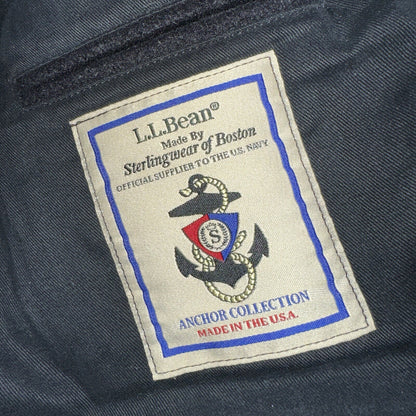 L.L.Bean®
Made By
Sterlingwear of Boston
OFFICIAL SUPPLIER TO THE U.S. NAVY
S
ANCHOR COLLECTION
MADE IN THE U.S.A.